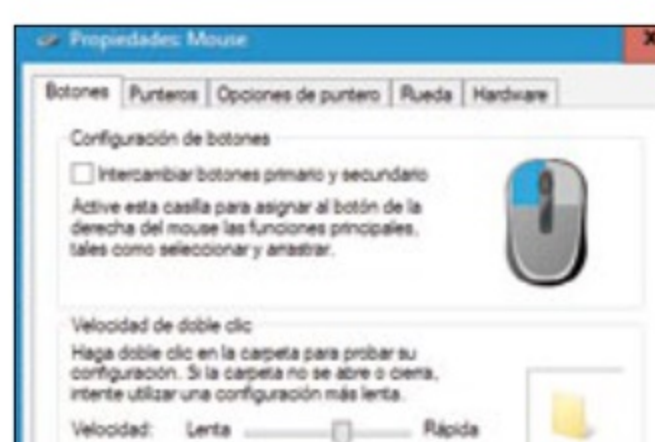 Propiedades: Mouse
X
Botones Punteros Opciones de puntero Rueda Hardware
Configuración de botones
Intercambiar botones primario y secundario
Active esta casilla para asignar al botón de la
derecha del mouse las funciones principales,
tales como seleccionar y arrastrar.
Velocidad de doble clic
Haga doble clic en la carpeta para probar su
configuración. Si la carpeta no se abre o cierra,
intente utilizar una configuración más lenta.
Velocidad: Lenta Rápida